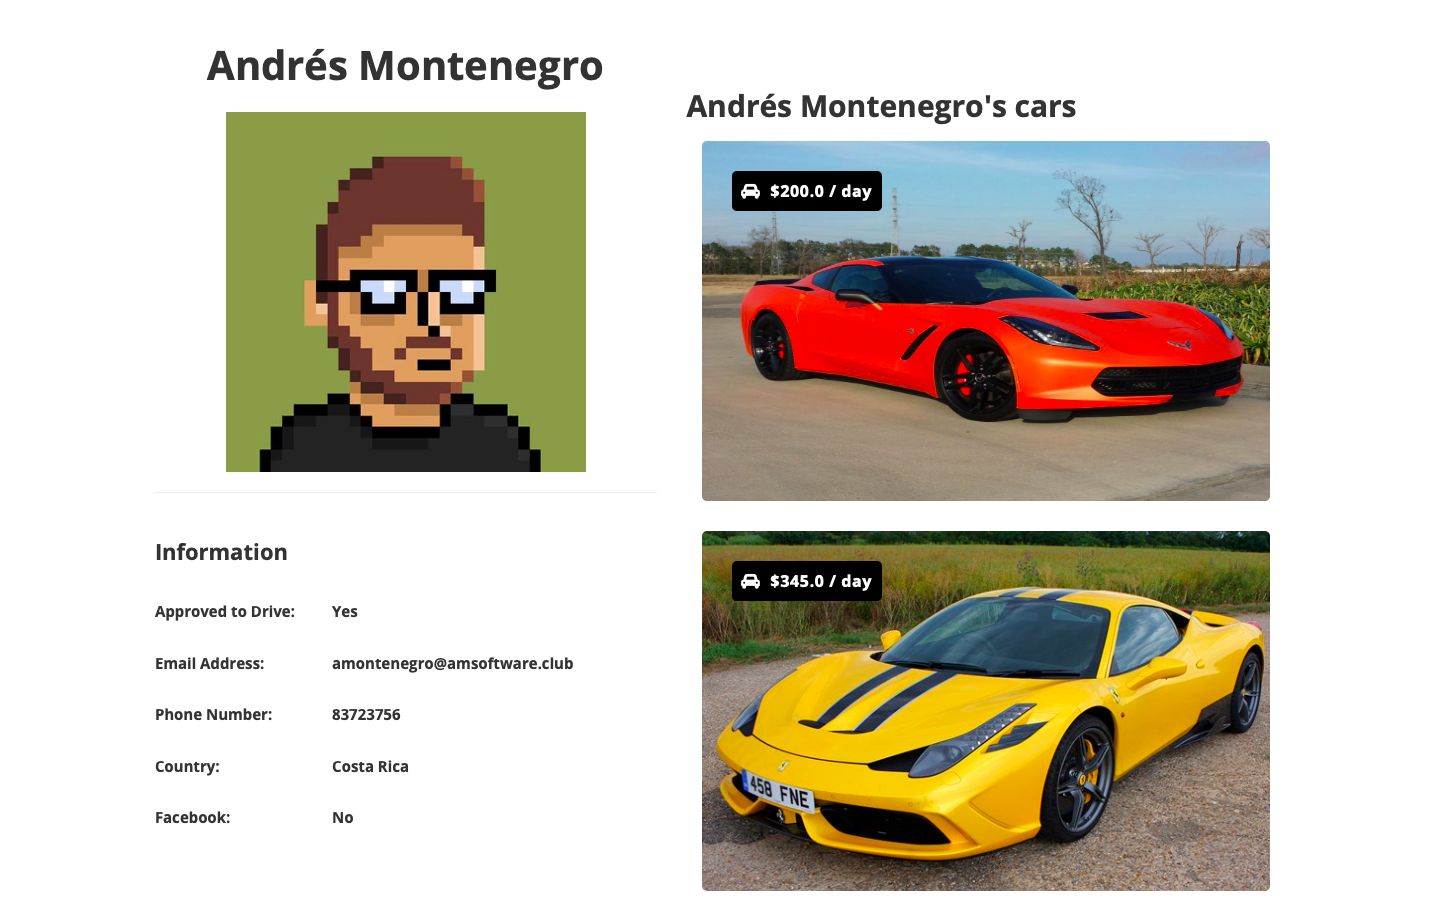 Andrés Montenegro
Information
Approved to Drive: Yes
Email Address: amontenegro@amsoftware.club
Phone Number: 83723756
Country: Costa Rica
Facebook: No
Andrés Montenegro's cars
$200.0 / day
$345.0 / day
458 FNE